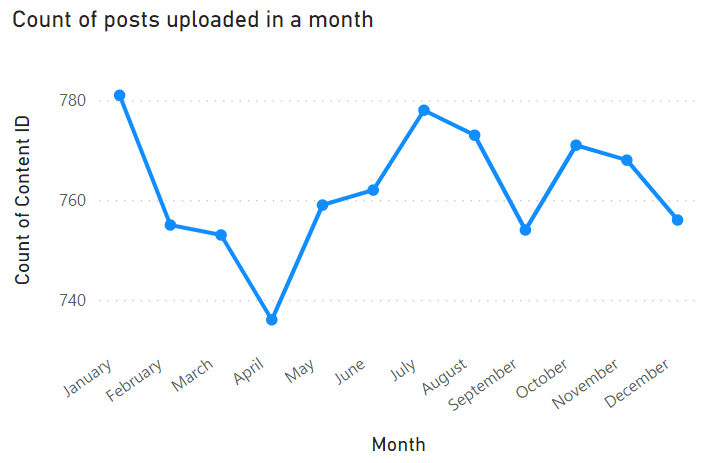 Count of posts uploaded in a month
Count of Content ID
780
760
740
January
February
March
April
May
June
July
August
September
October
November
December
Month